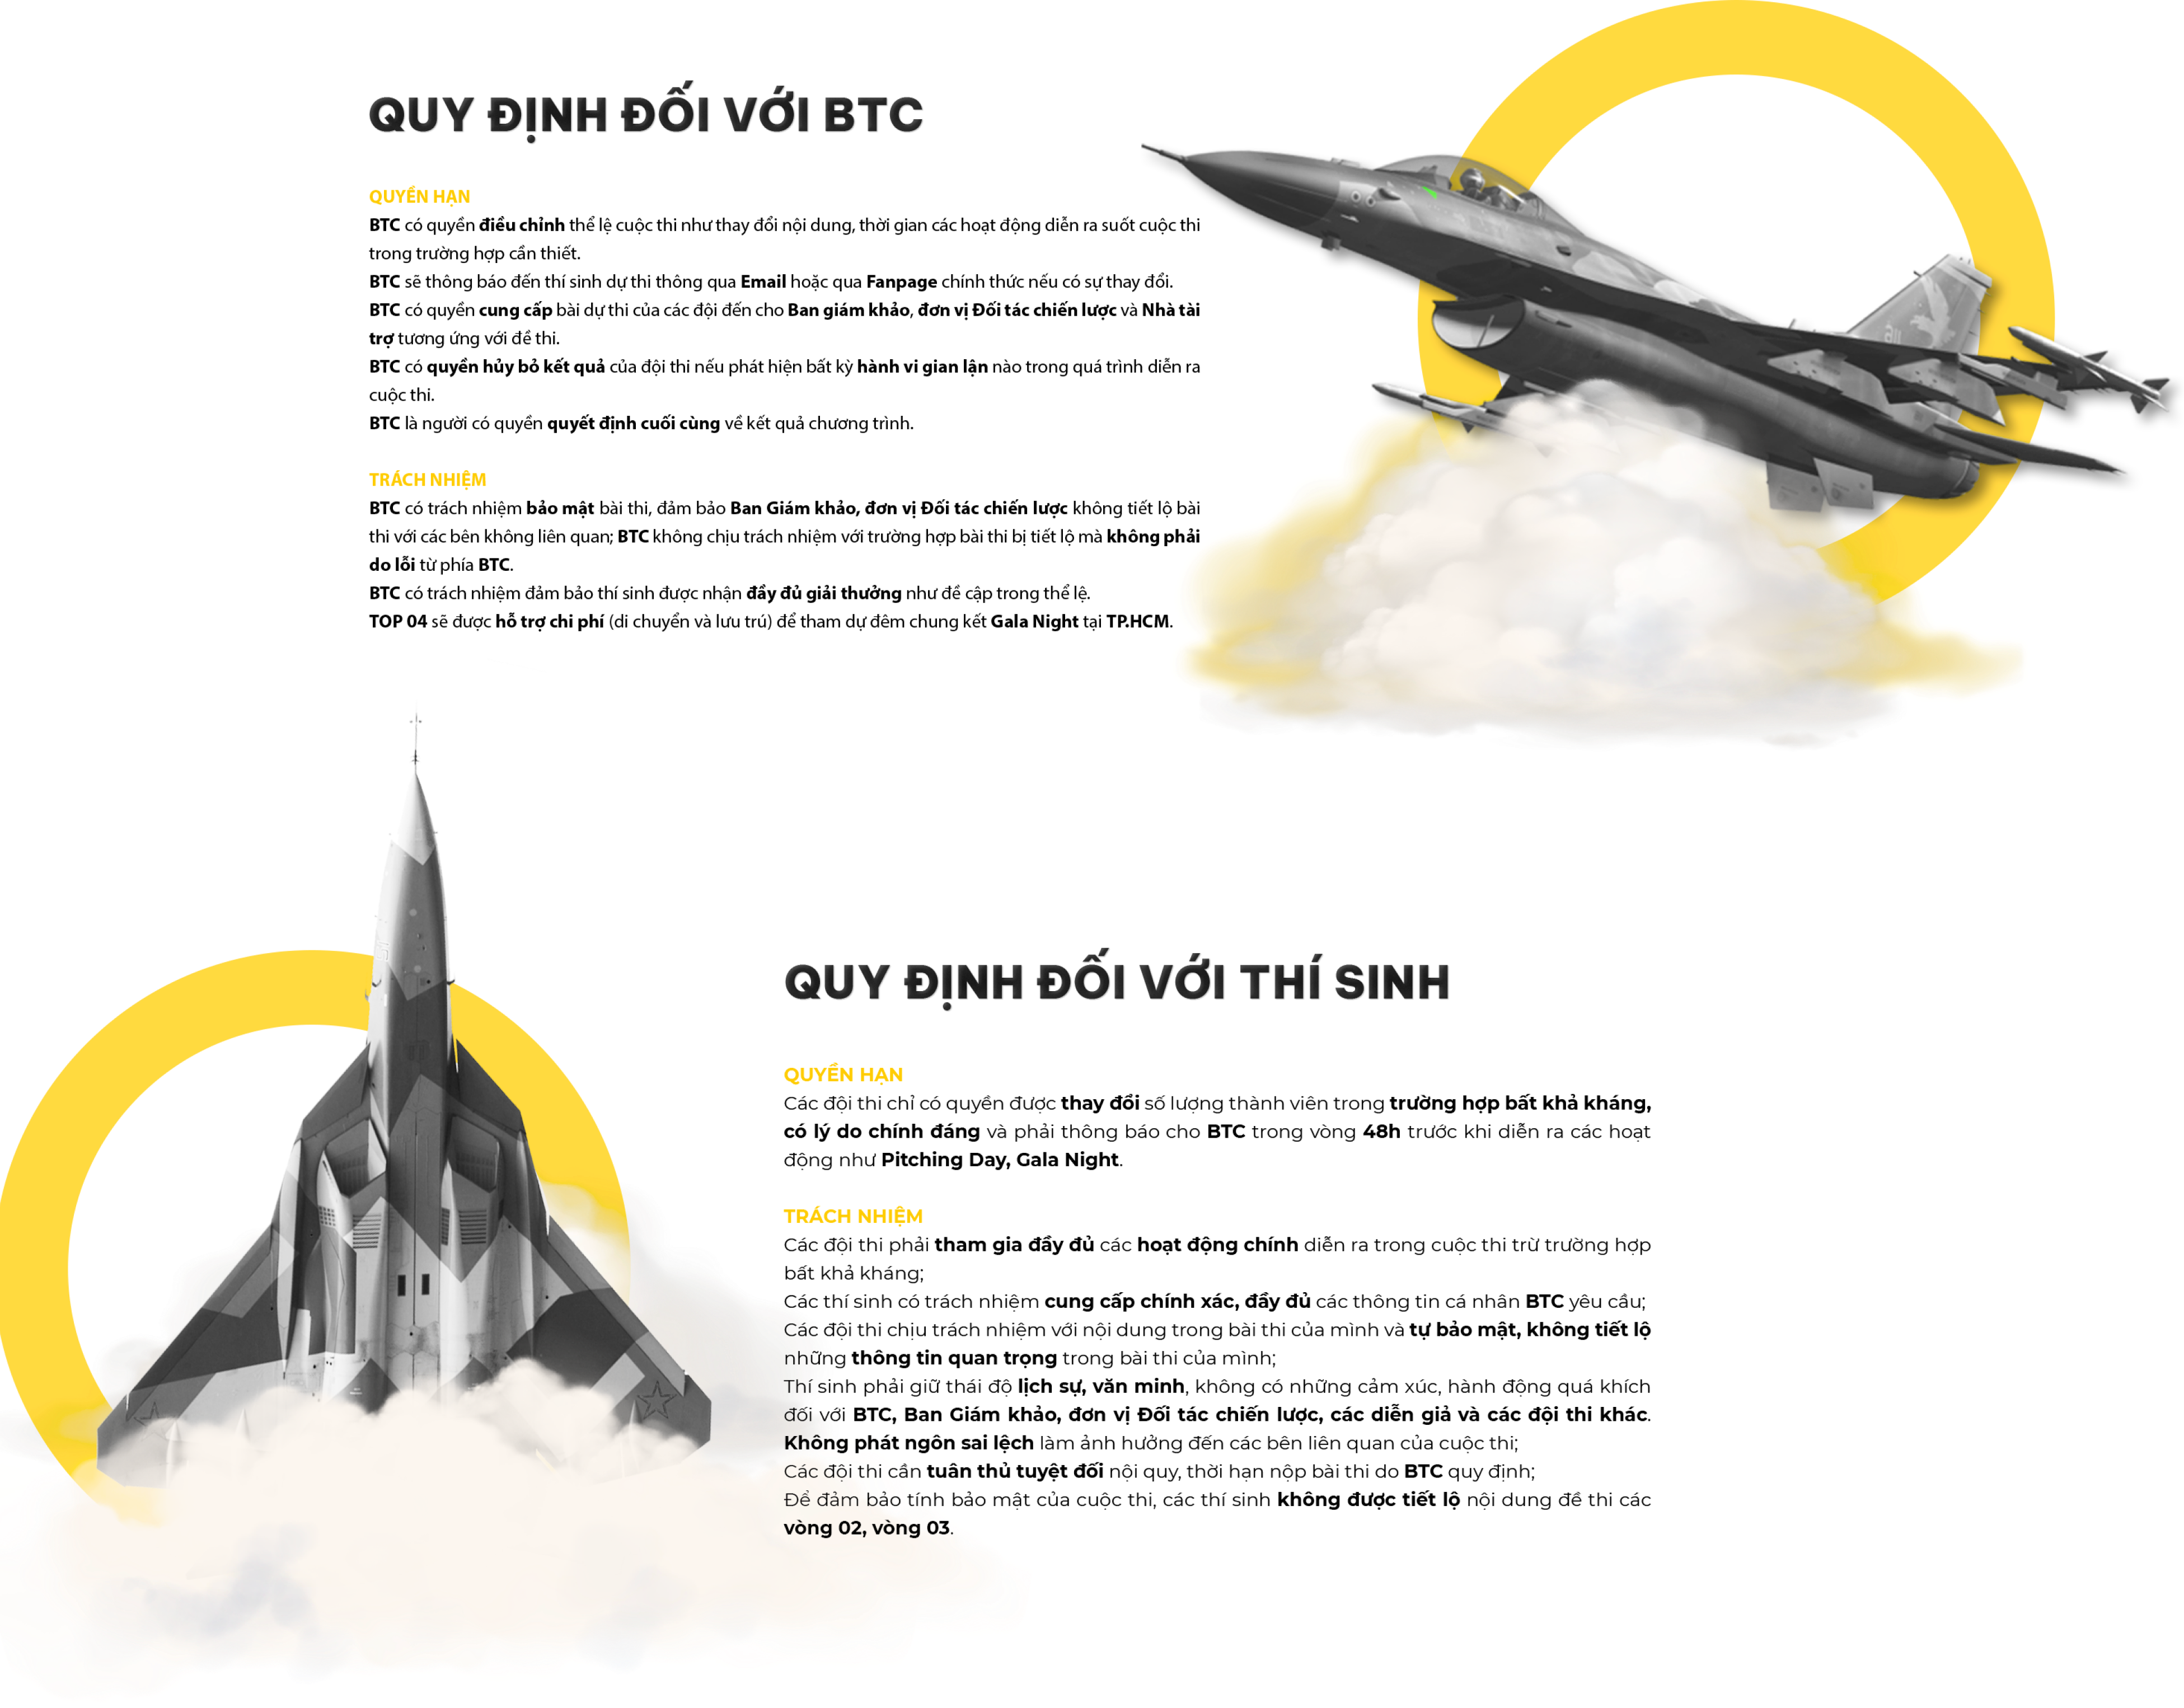 QUY ĐỊNH ĐỐI VỚI BTC
QUYỀN HẠN
BTC có quyền điều chỉnh thể lệ cuộc thi như thay đổi nội dung, thời gian các hoạt động diễn ra suốt cuộc thi
trong trường hợp cần thiết.
BTC sẽ thông báo đến thí sinh dự thi thông qua Email hoặc qua Fanpage chính thức nếu có sự thay đổi.
BTC có quyền cung cấp bài dự thi của các đội đến cho Ban giám khảo, đơn vị Đối tác chiến lược và Nhà tài
trợ tương ứng với đề thi.
BTC có quyền hủy bỏ kết quả của đội thi nếu phát hiện bất kỳ hành vi gian lận nào trong quá trình diễn ra
cuộc thi.
BTC là người có quyền quyết định cuối cùng về kết quả chương trình.
TRÁCH NHIỆM
BTC có trách nhiệm bảo mật bài thi, đảm bảo Ban Giám khảo, đơn vị Đối tác chiến lược không tiết lộ bài
thi với các bên không liên quan; BTC không chịu trách nhiệm với trường hợp bài thi bị tiết lộ mà không phải
do lỗi từ phía BTC.
BTC có trách nhiệm đảm bảo thí sinh được nhận đầy đủ giải thưởng như đề cập trong thể lệ.
TOP 04 sẽ được hỗ trợ chi phí (di chuyển và lưu trú) để tham dự đêm chung kết Gala Night tại TP.HCM.
QUY ĐỊNH ĐỐI VỚI THÍ SINH
QUYỀN HẠN
Các đội thi chỉ có quyền được thay đổi số lượng thành viên trong trường hợp bất khả kháng,
có lý do chính đáng và phải thông báo cho BTC trong vòng 48h trước khi diễn ra các hoạt
động như Pitching Day, Gala Night.
TRÁCH NHIỆM
Các đội thi phải tham gia đầy đủ các hoạt động chính diễn ra trong cuộc thi trừ trường hợp
bất khả kháng;
Các thí sinh có trách nhiệm cung cấp chính xác, đầy đủ các thông tin cá nhân BTC yêu cầu;
Các đội thi chịu trách nhiệm với nội dung trong bài thi của mình và tự bảo mật, không tiết lộ
những thông tin quan trọng trong bài thi của mình;
Thí sinh phải giữ thái độ lịch sự, văn minh, không có những cảm xúc, hành động quá khích
đối với BTC, Ban Giám khảo, đơn vị Đối tác chiến lược, các diễn giả và các đội thi khác.
Không phát ngôn sai lệch làm ảnh hưởng đến các bên liên quan của cuộc thi;
Các đội thi cần tuân thủ tuyệt đối nội quy, thời hạn nộp bài thi do BTC quy định;
Để đảm bảo tính bảo mật của cuộc thi, các thí sinh không được tiết lộ nội dung đề thi các
vòng 02, vòng 03.